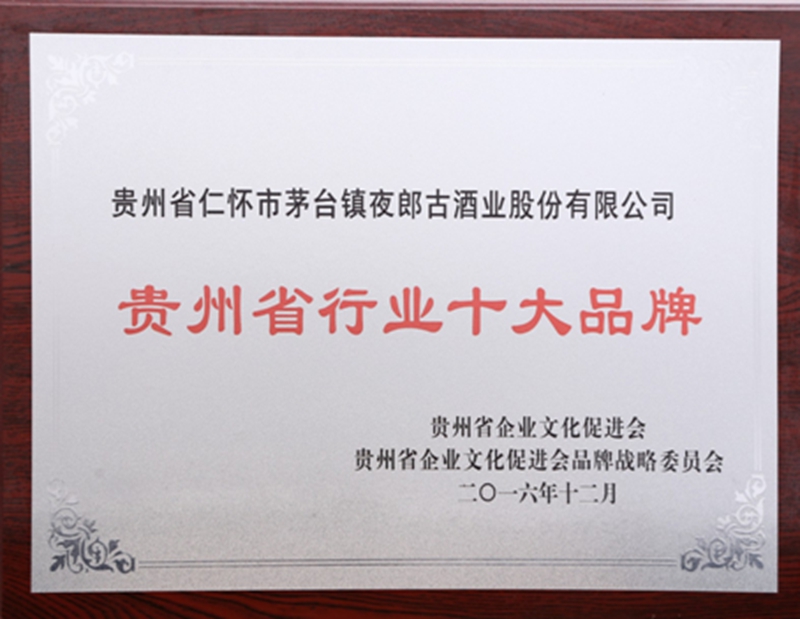 贵州省仁怀市茅台镇夜郎古酒业股份有限公司
贵州省行业十大品牌
贵州省企业文化促进会
贵州省企业文化促进会品牌战略委员会
二〇一六年十二月